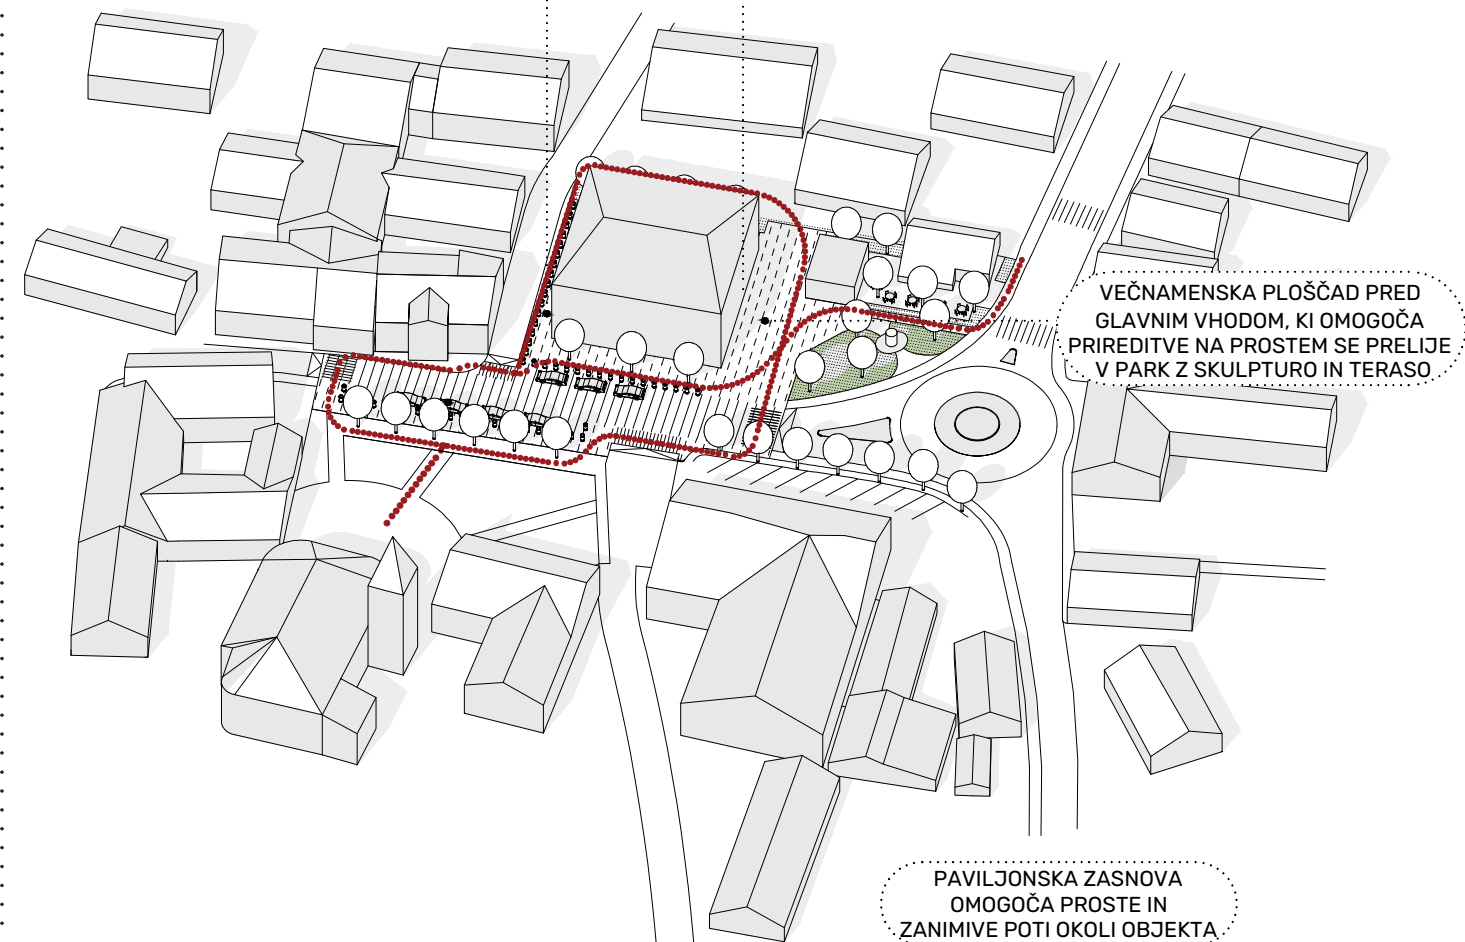 VEČNAMENSKA PLOŠČAD PRED
GLAVNIM VHODOM, KI OMOGOČA
PRIREDITVE NA PROSTEM SE PRELIJE
V PARK Z SKULPTURO IN TERASO
PAVILJONSKA ZASNOVA
OMOGOČA PROSTE IN
ZANIMIVE POTI OKOLI OBJEKTA